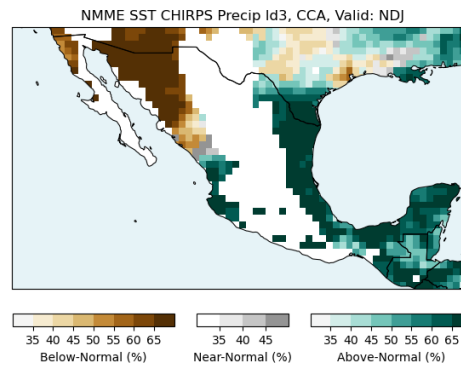 NMME SST CHIRPS Precip ld3, CCA, Valid: NDJ
35 40 45 50 55 60 65 35 40 45 35 40 45 50 55 60 65
Below-Normal (%) Near-Normal (%) Above-Normal (%)